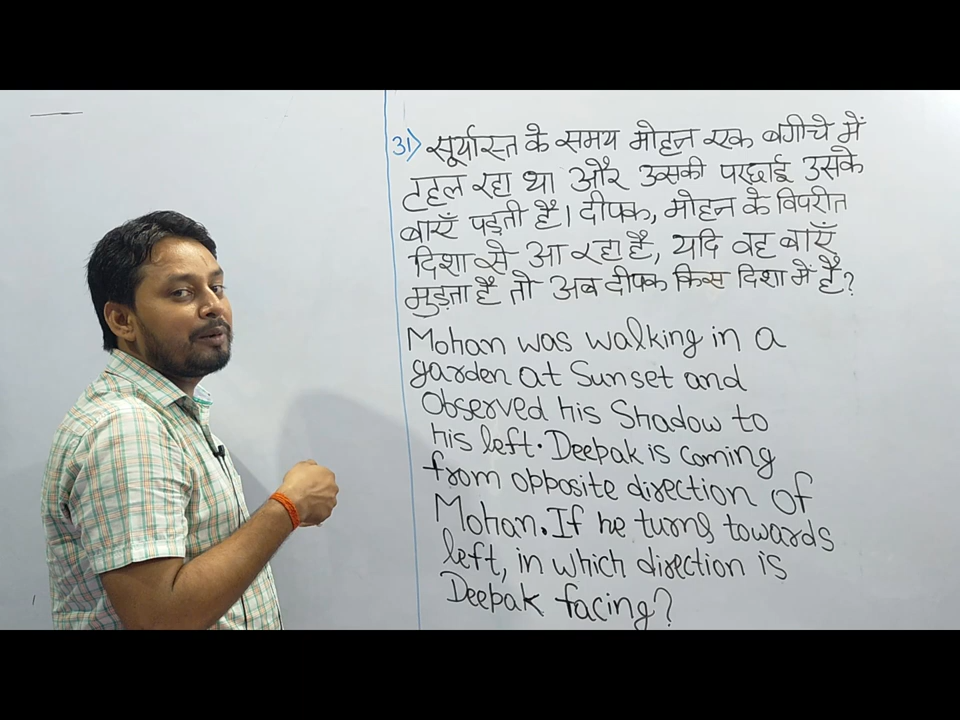 31) सूर्यास्त के समय मोहन एक बगीचे में
टहल रहा था और उसकी परछाई उसके
बाएँ पड़ती है। दीपक, मोहन के विपरीत
दिशा से आ रहा है, यदि वह बाएँ
मुड़ता है तो अब दीपक किस दिशा में है?
Mohan was walking in a
garden at Sunset and
Observed his Shadow to
his left. Deepak is coming
from opposite direction of
Mohan. If he turns towards
left, in which direction is
Deepak facing?